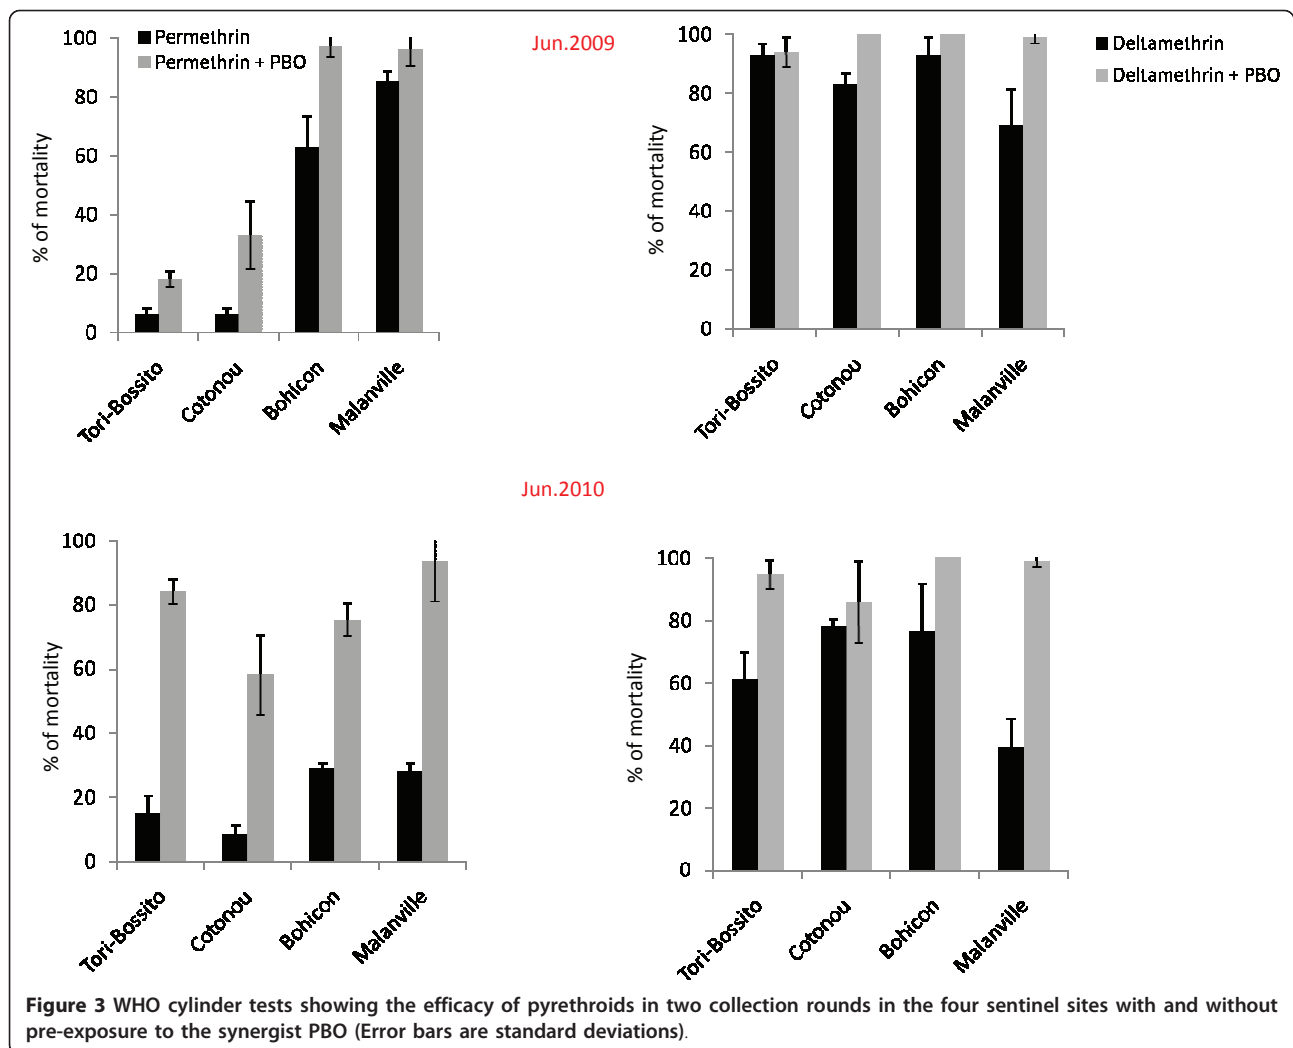 Permethrin
Permethrin + PBO
Jun.2009
% of mortality
100
80
60
40
20
0
Tori-Bossito
Cotonou
Bohicon
Malanville
Deltamethrin
Deltamethrin + PBO
% of mortality
100
80
60
40
20
0
Tori-Bossito
Cotonou
Bohicon
Malanville
Jun.2010
% of mortality
100
80
60
40
20
0
Tori-Bossito
Cotonou
Bohicon
Malanville
% of mortality
100
80
60
40
20
0
Tori-Bossito
Cotonou
Bohicon
Malanville
Figure 3 WHO cylinder tests showing the efficacy of pyrethroids in two collection rounds in the four sentinel sites with and without
pre-exposure to the synergist PBO (Error bars are standard deviations).